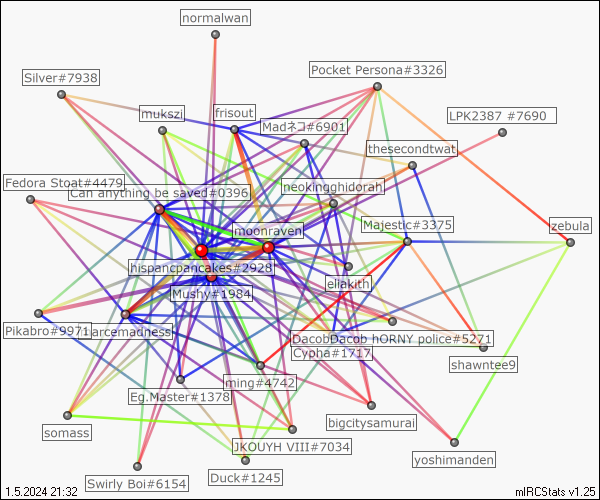 normalwan
Pocket Persona#3326
Silver#7938
mukszi
frisout
LPK2387 #7690
Madネコ#6901
thesecondtwat
Fedora Stoat#4479
Can anything be saved#0396
neokingghidorah
Majestic#3375
zebula
moonraven
hispancpancakes#2928
eliakith
Mushy#1984
Pikabro#9971
arcemadness
DacobDacob hORNY police#5271
Cypha#1717
shawntee9
ming#4742
Eg.Master#1378
bigcitysamurai
somass
JKOUYH VIII#7034
yoshimanden
Swirly Boi#6154
Duck#1245
1.5.2024 21:32
mIRCStats v1.25